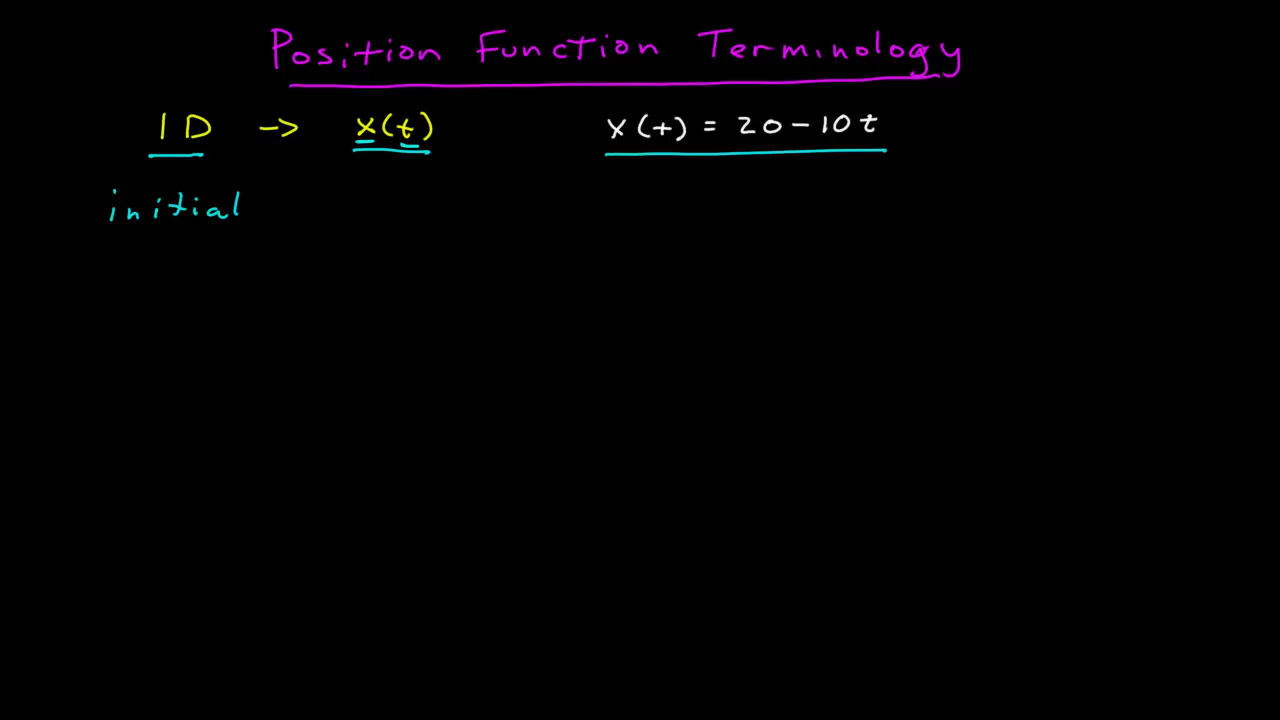 Position Function Terminology
1D -> x(t) x(t) = 20 - 10t
initial